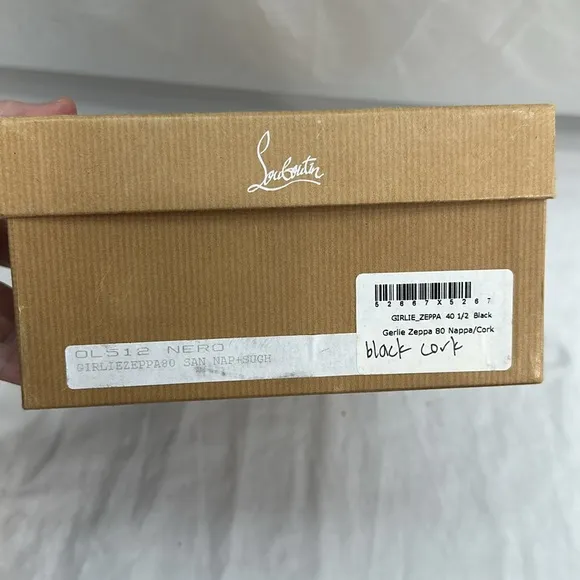 Louboutin
52667X5267
GIRLIE_ZEPPA 40 1/2 Black
Gerlie Zeppa 80 Nappa/Cork
black cork
OL512 NERO
GIRLIEZEPPA80 SAN NAP+SUGH